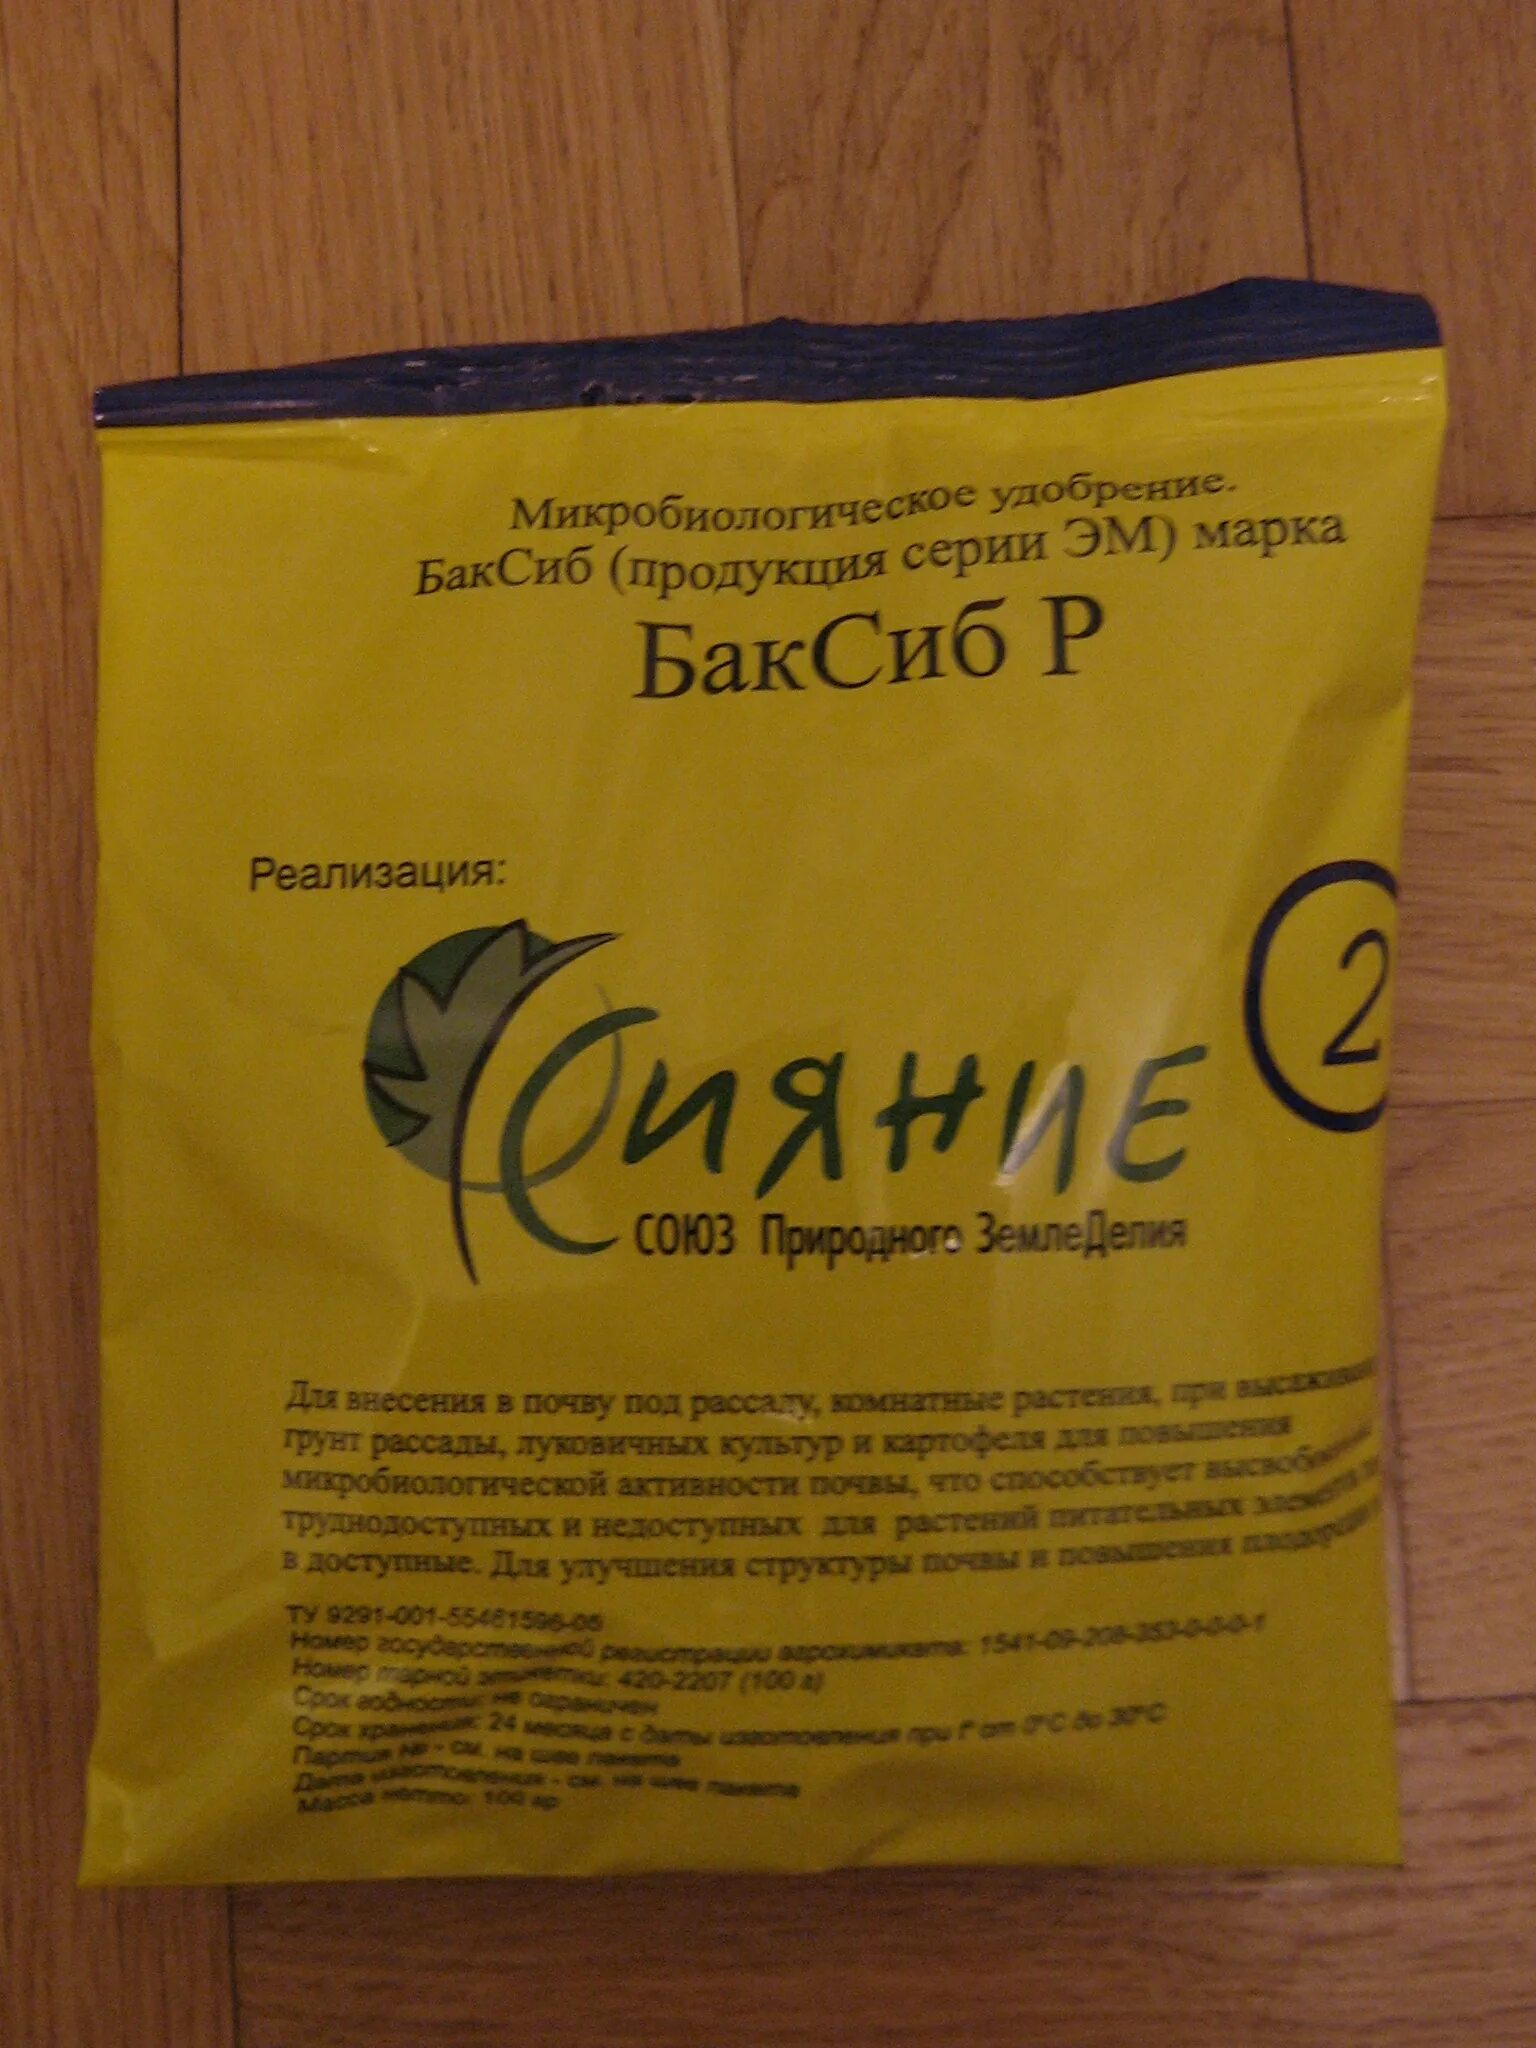 Микробиологическое удобрение.
БакСиб (продукция серии ЭМ) марка
БакСиб Р
Реализация:
2
Сияние
СОЮЗ Природного ЗемлеДелия
Для внесения в почву под рассаду, комнатные растения, при
грунт рассады, луковичных культур и картофеля для повышения
микробиологической активности почвы, что способствует
труднодоступных и недоступных для растений питательных
в доступные. Для улучшения структуры почвы и повышения
ТУ 9291-001-55461596-05
Номер государственной регистрации агрохимиката: 1541-09-208-353-0-0-0-1
Номер тарной этикетки: 420-2207 (100 г)
Срок годности: не ограничен
Срок хранения: 24 месяца с даты изготовления при t° от 0°С до 30°С
Партия № - см. на шве пакета
Дата изготовления - см. на шве пакета
Масса нетто: 100 гр